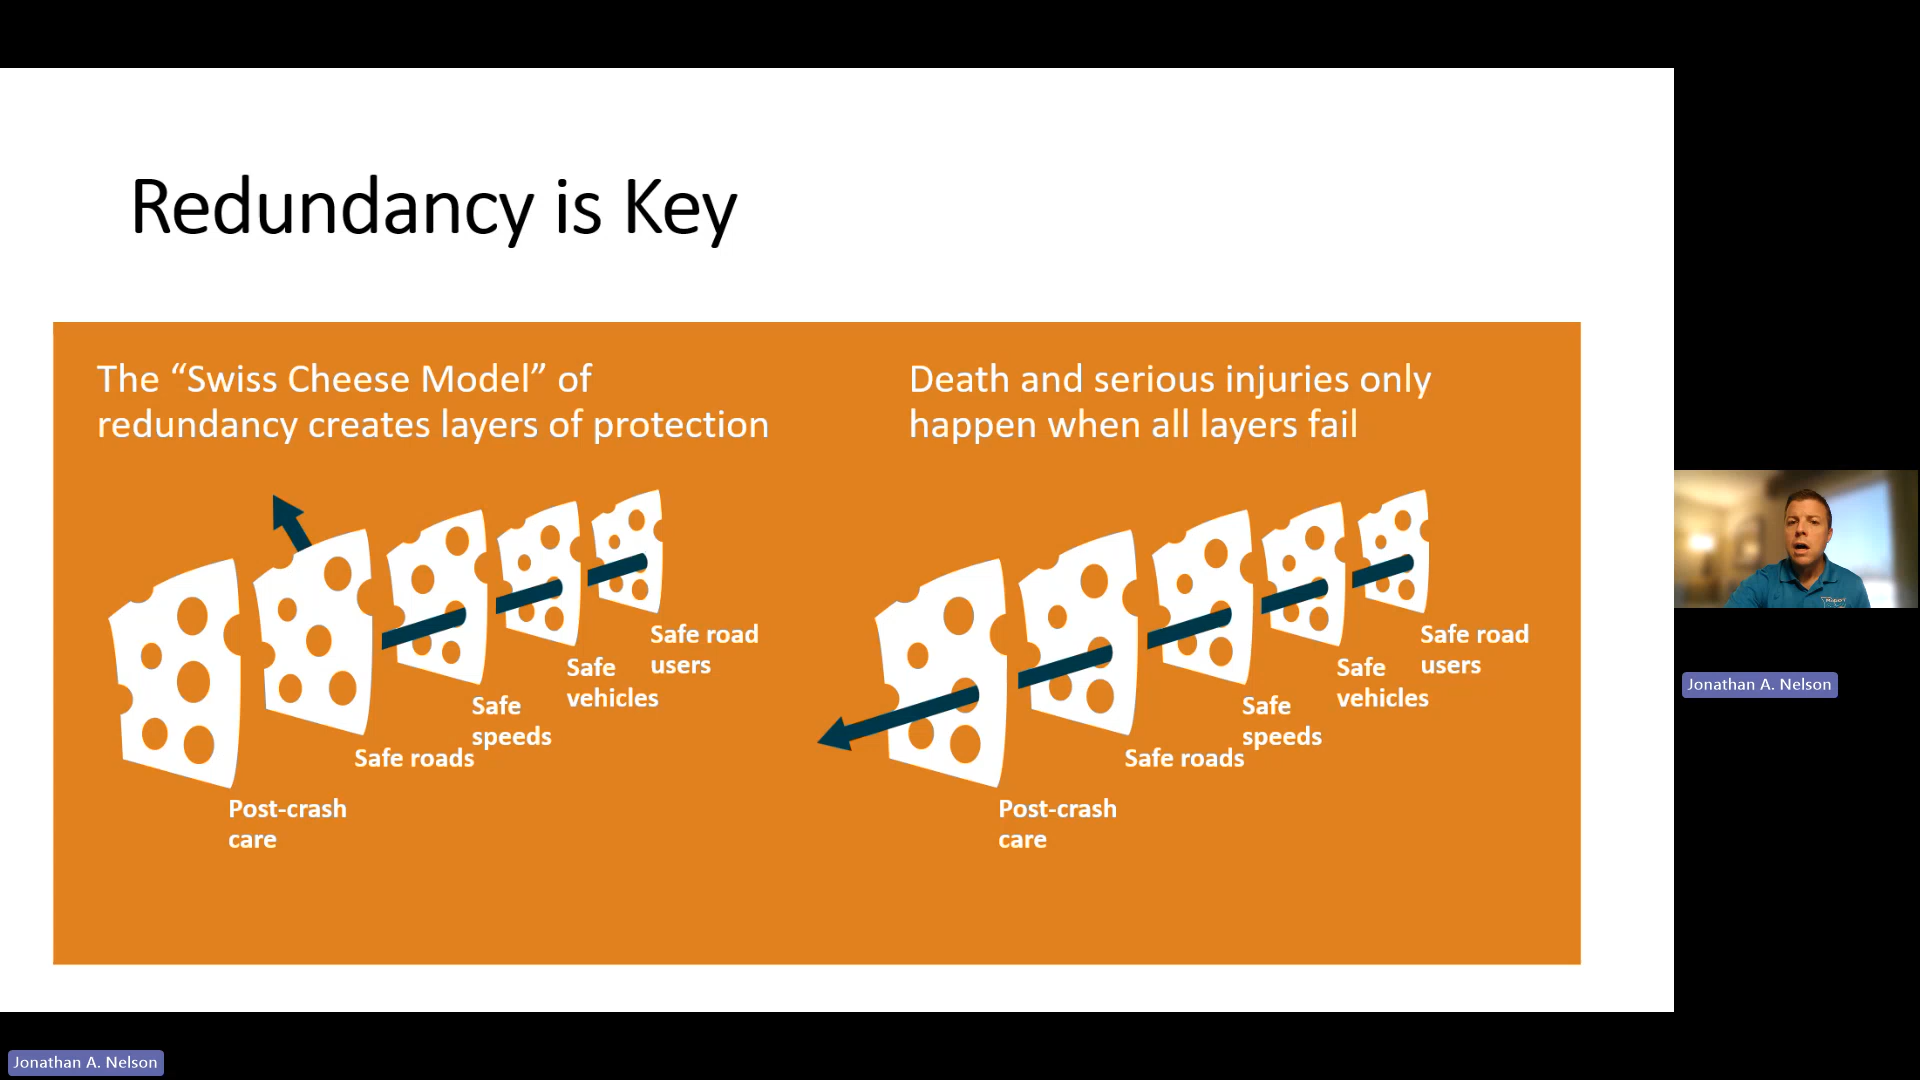 Redundancy is Key
The “Swiss Cheese Model” of
redundancy creates layers of protection
Safe road
users
Safe
vehicles
Safe
speeds
Safe roads
Post-crash
care
Death and serious injuries only
happen when all layers fail
Safe road
users
Safe
vehicles
Safe
speeds
Safe roads
Post-crash
care
Jonathan A. Nelson
Jonathan A. Nelson